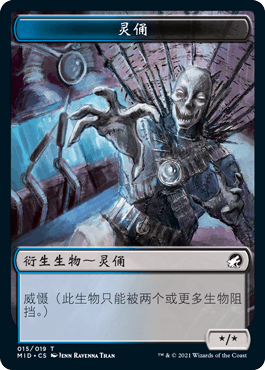 灵俑
衍生生物～灵俑
威慑（此生物只能被两个或更多生物阻
挡。）
*/*
015/019 T
MID • CS JENN RAVENNA TRAN
™ & © 2021 Wizards of the Coast